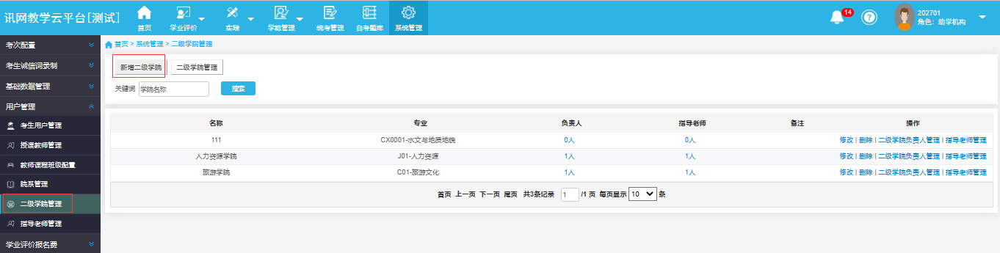 讯网教学云平台[测试]
首页 学业评价 实践 学籍管理 统考管理 自考题库 系统管理
14
?
202701
角色：助学机构
考次配置
考生诚信词录制
基础数据管理
用户管理
考生用户管理
授课教师管理
教师课程班级配置
院系管理
二级学院管理
指导老师管理
学业评价报名费
首页 > 系统管理 > 二级学院管理
新增二级学院 二级学院管理
关键词 学院名称 搜索
名称 专业 负责人 指导老师 备注 操作
111 CX0001-水文与地质地貌 0人 0人 修改 | 删除 | 二级学院负责人管理 | 指导老师管理
人力资源学院 J01-人力资源 1人 1人 修改 | 删除 | 二级学院负责人管理 | 指导老师管理
旅游学院 C01-旅游文化 1人 1人 修改 | 删除 | 二级学院负责人管理 | 指导老师管理
首页 上一页 下一页 尾页 共3条记录 1 /1 页 每页显示 10 条